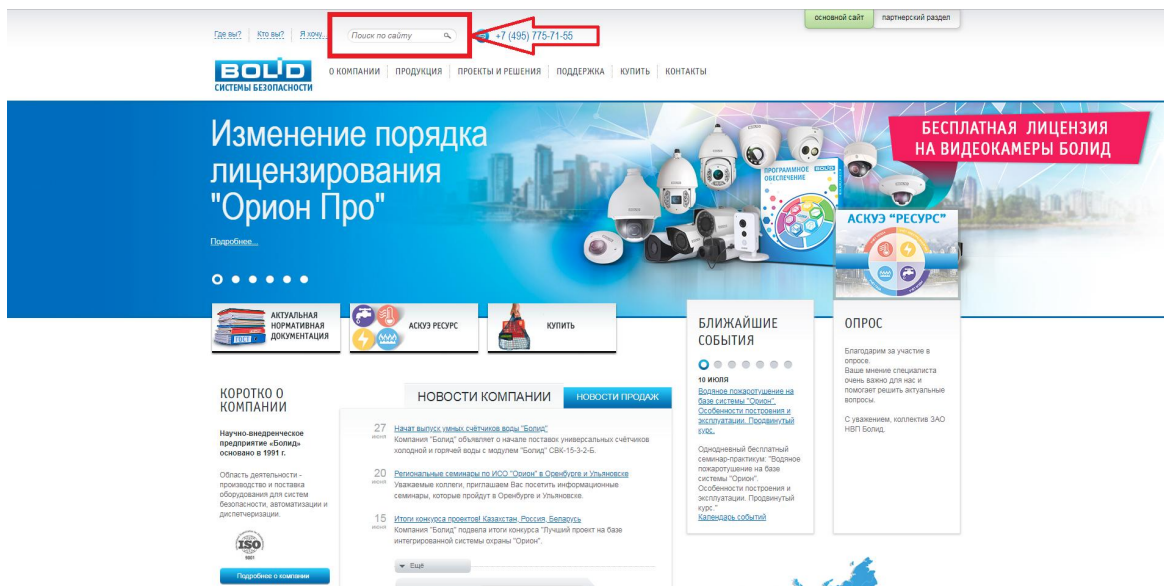 основной сайт
партнерский раздел
Где вы?
Кто вы?
Я хочу...
Поиск по сайту
+7 (495) 775-71-55
BOLID
СИСТЕМЫ БЕЗОПАСНОСТИ
О КОМПАНИИ
ПРОДУКЦИЯ
ПРОЕКТЫ И РЕШЕНИЯ
ПОДДЕРЖКА
КУПИТЬ
КОНТАКТЫ
Изменение порядка
лицензирования
"Орион Про"
Подробнее...
ПРОГРАММНОЕ
ОБЕСПЕЧЕНИЕ
BOLID
БЕСПЛАТНАЯ ЛИЦЕНЗИЯ
НА ВИДЕОКАМЕРЫ БОЛИД
АСКУЭ "РЕСУРС"
ГОСТ
АКТУАЛЬНАЯ
НОРМАТИВНАЯ
ДОКУМЕНТАЦИЯ
АСКУЭ РЕСУРС
КУПИТЬ
КОРОТКО О
КОМПАНИИ
Научно-внедренческое
предприятие «Болид»
основано в 1991 г.
Область деятельности -
производство и поставка
оборудования для систем
безопасности, автоматизации и
диспетчеризации.
ISO
9001
Подробнее о компании
НОВОСТИ КОМПАНИИ
НОВОСТИ ПРОДАЖ
27
июня
Начат выпуск умных счётчиков воды "Болид"
Компания "Болид" объявляет о начале поставок универсальных счётчиков
холодной и горячей воды с модулем "Болид" СВК-15-3-2-Б.
20
июня
Региональные семинары по ИСО "Орион" в Оренбурге и Ульяновске
Уважаемые коллеги, приглашаем Вас посетить информационные
семинары, которые пройдут в Оренбурге и Ульяновске.
15
июня
Итоги конкурса проектов! Казахстан, Россия, Беларусь
Компания "Болид" подвела итоги конкурса "Лучший проект на базе
интегрированной системы охраны "Орион".
Ещё
БЛИЖАЙШИЕ
СОБЫТИЯ
10 ИЮЛЯ
Водяное пожаротушение на
базе системы "Орион".
Особенности построения и
эксплуатации. Продвинутый
курс.
Однодневный бесплатный
семинар-практикум: "Водяное
пожаротушение на базе
системы "Орион".
Особенности построения и
эксплуатации. Продвинутый
курс."
Календарь событий
ОПРОС
Благодарим за участие в
опросе.
Ваше мнение специалиста
очень важно для нас и
помогает решить актуальные
вопросы.
С уважением, коллектив ЗАО
НВП Болид.